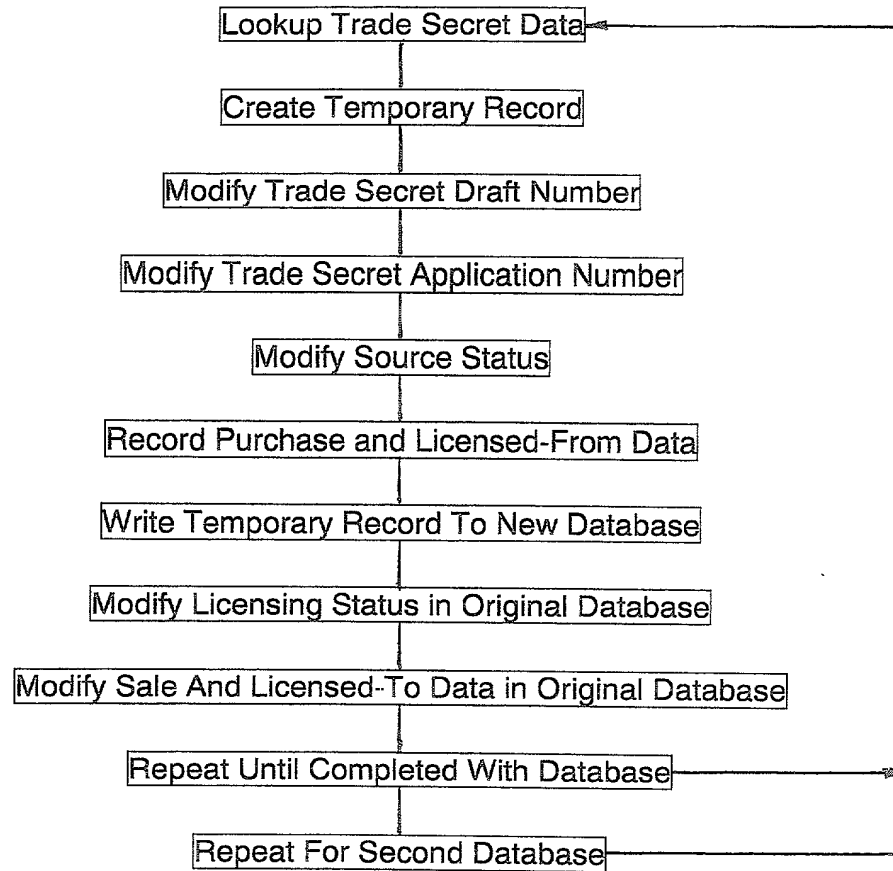 Lookup Trade Secret Data
Create Temporary Record
Modify Trade Secret Draft Number
Modify Trade Secret Application Number
Modify Source Status
Record Purchase and Licensed-From Data
Write Temporary Record To New Database
Modify Licensing Status in Original Database
Modify Sale And Licensed-To Data in Original Database
Repeat Until Completed With Database
Repeat For Second Database